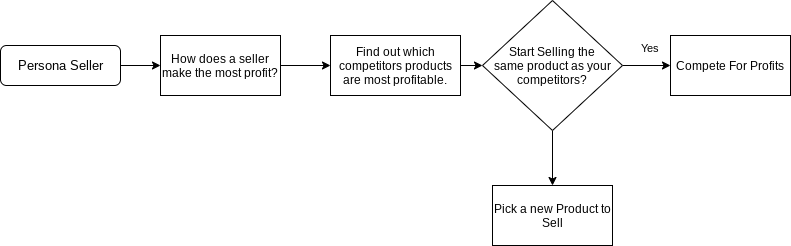 Persona Seller
How does a seller
make the most profit?
Find out which
competitors products
are most profitable.
Start Selling the
same product as your
competitors?
Yes
Compete For Profits
Pick a new Product to
Sell